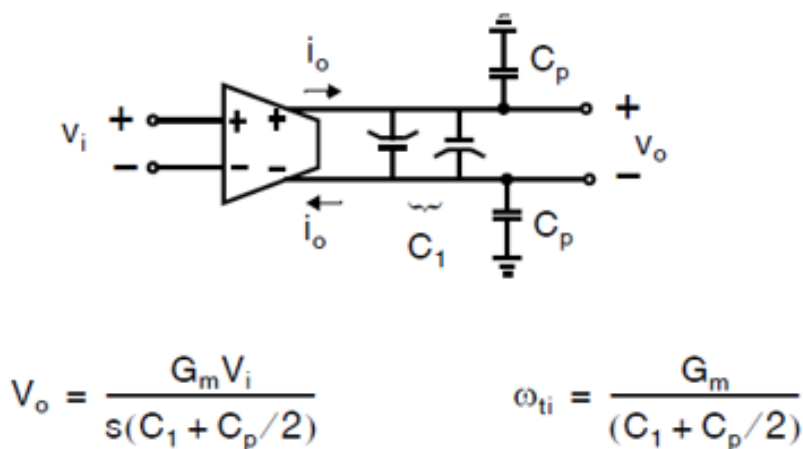 i_o
C_p
v_i + + + +
− − − −
v_o
i_o
C_1
C_p
V_o = G_m V_i / s(C_1 + C_p/2)
ω_ti = G_m / (C_1 + C_p/2)